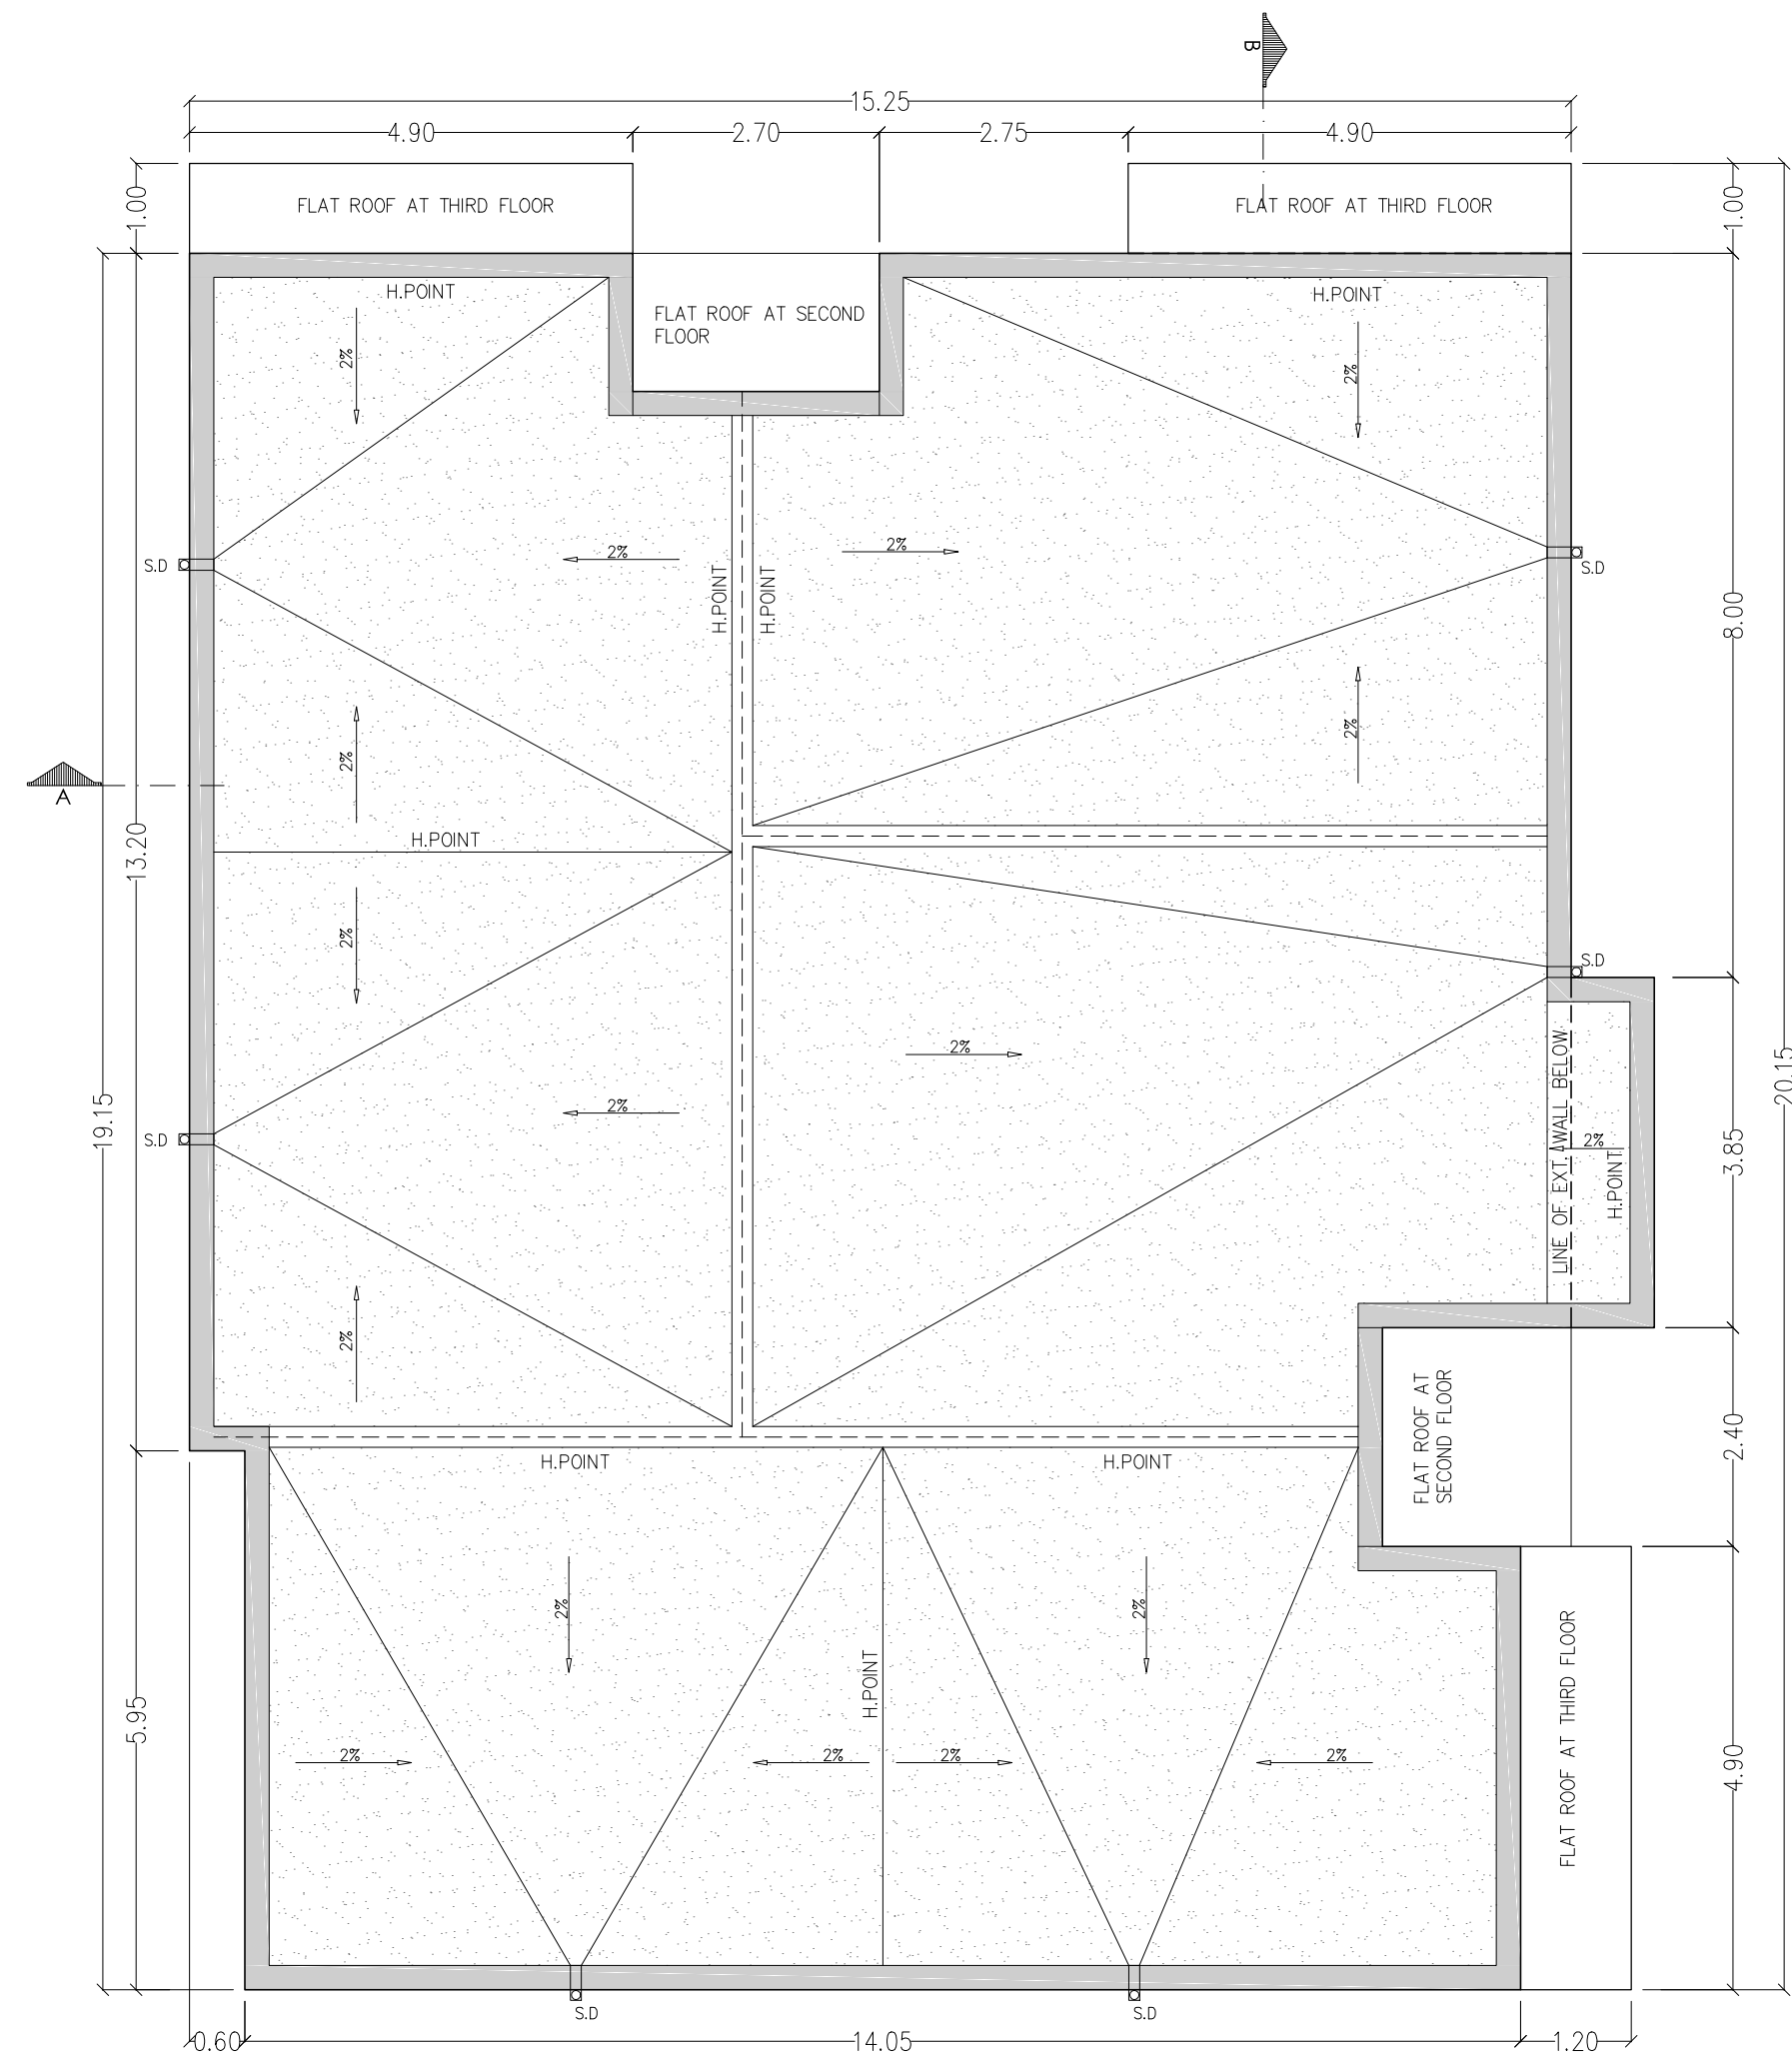 B
15.25
4.90
2.70
2.75
4.90
1.00
FLAT ROOF AT THIRD FLOOR
FLAT ROOF AT THIRD FLOOR
1.00
H.POINT
2%
FLAT ROOF AT SECOND
FLOOR
H.POINT
2%
S.D
2%
H.POINT
H.POINT
2%
S.D
8.00
2%
2%
A
13.20
H.POINT
2%
S.D
2%
19.15
S.D
2%
LINE OF EXT. WALL BELOW
2%
H.POINT
3.85
20.15
2%
H.POINT
H.POINT
FLAT ROOF AT
SECOND FLOOR
2.40
2%
2%
5.95
H.POINT
2%
2%
2%
2%
FLAT ROOF AT THIRD FLOOR
4.90
S.D
S.D
0.60
14.05
1.20